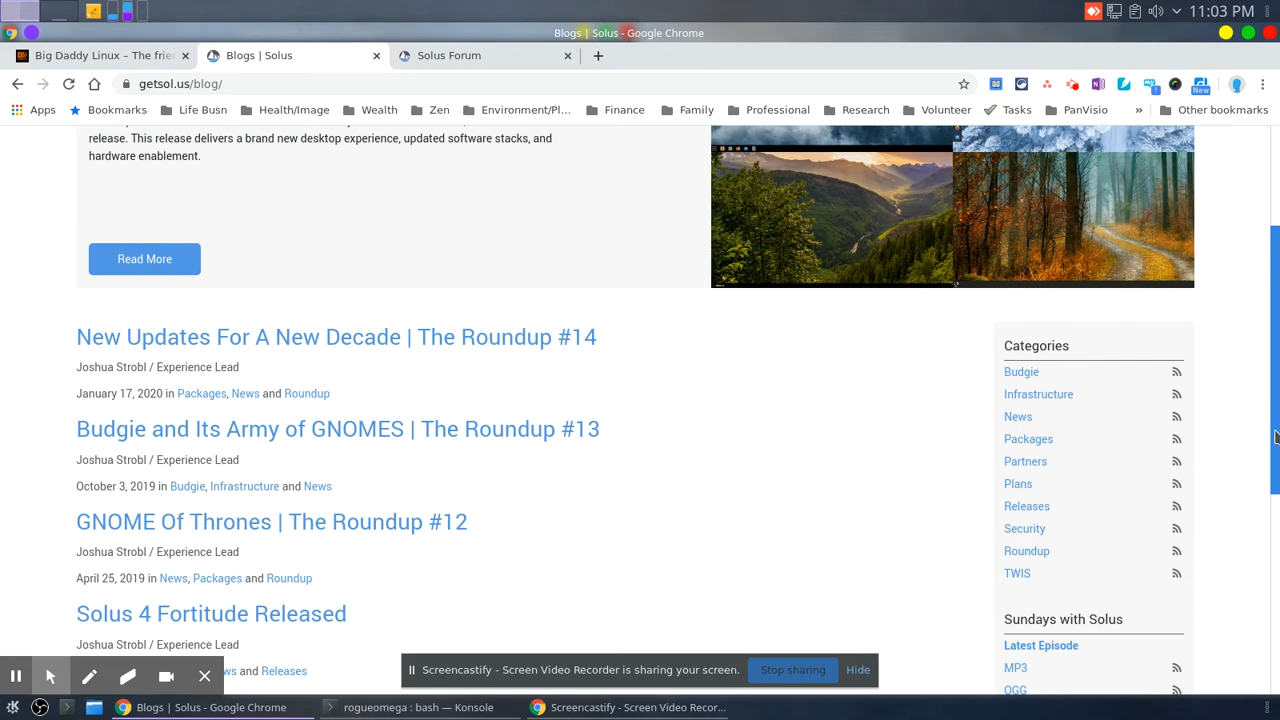 11:03 PM
Blogs | Solus - Google Chrome
Big Daddy Linux – The frie
Blogs | Solus
Solus Forum
getsol.us/blog/
New
Apps
Bookmarks
Life Busn
Health/Image
Wealth
Zen
Environment/Pl...
Finance
Family
Professional
Research
Volunteer
Tasks
PanVisio
»
Other bookmarks
release. This release delivers a brand new desktop experience, updated software stacks, and
hardware enablement.
Read More
New Updates For A New Decade | The Roundup #14
Joshua Strobl / Experience Lead
January 17, 2020 in Packages, News and Roundup
Budgie and Its Army of GNOMES | The Roundup #13
Joshua Strobl / Experience Lead
October 3, 2019 in Budgie, Infrastructure and News
GNOME Of Thrones | The Roundup #12
Joshua Strobl / Experience Lead
April 25, 2019 in News, Packages and Roundup
Solus 4 Fortitude Released
Joshua Strobl / Experience Lead
ws and Releases
Categories
Budgie
Infrastructure
News
Packages
Partners
Plans
Releases
Security
Roundup
TWIS
Sundays with Solus
Latest Episode
MP3
OGG
Screencastify - Screen Video Recorder is sharing your screen.
Stop sharing
Hide
Blogs | Solus - Google Chrome
rogueomega : bash — Konsole
Screencastify - Screen Video Recor...